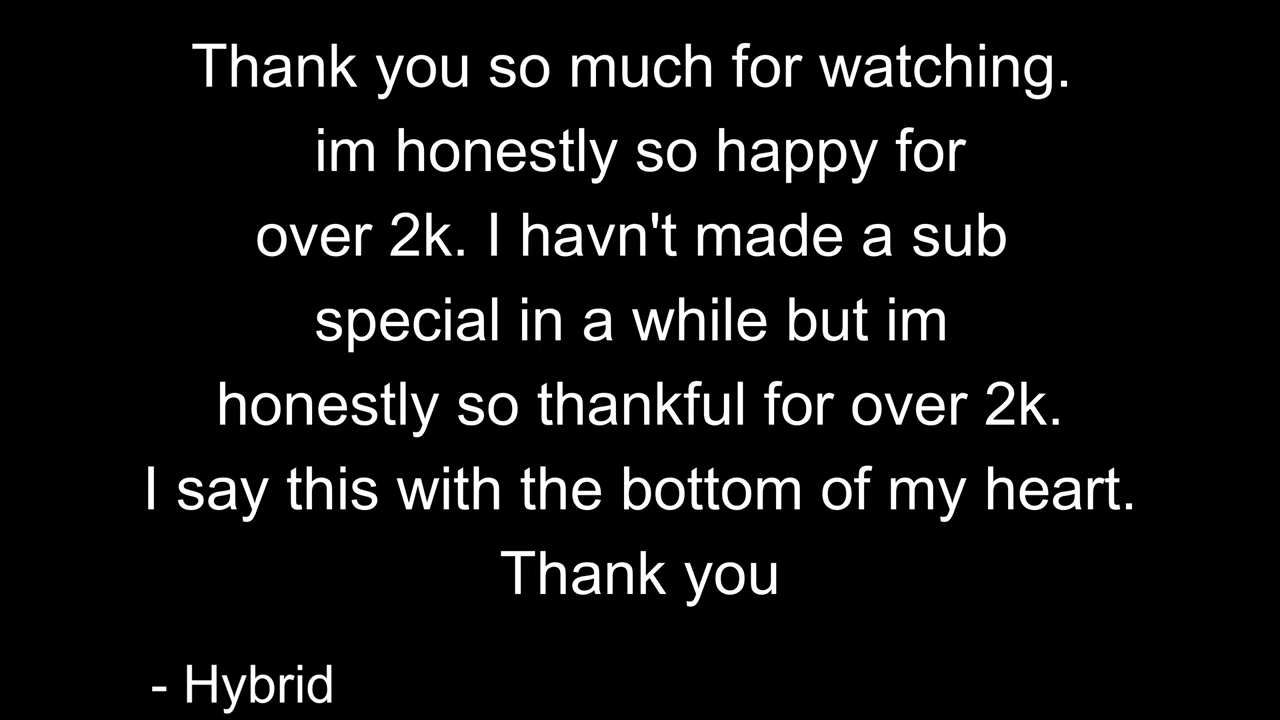 Thank you so much for watching.
im honestly so happy for
over 2k. I havn't made a sub
special in a while but im
honestly so thankful for over 2k.
I say this with the bottom of my heart.
Thank you
- Hybrid